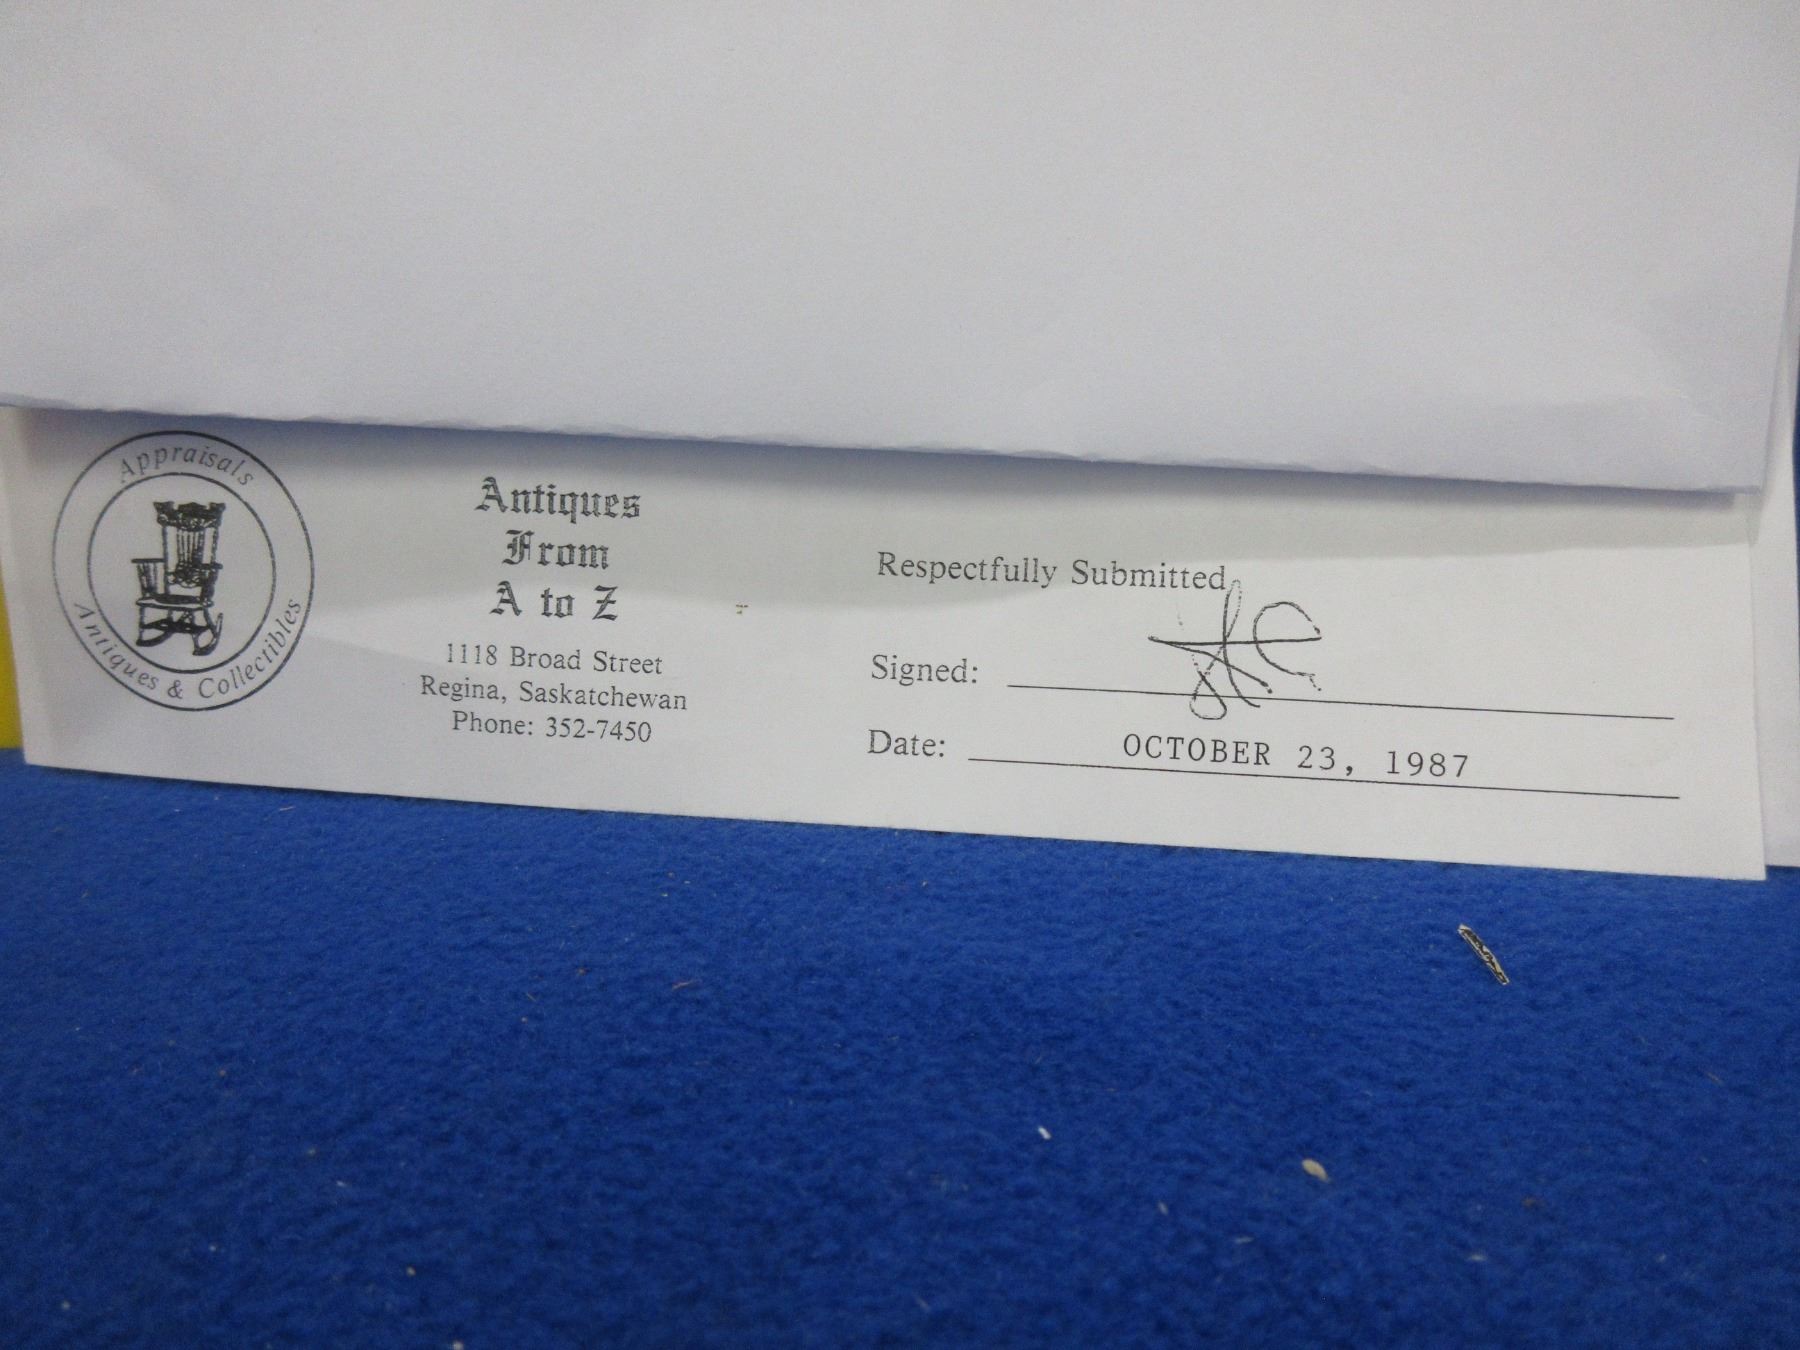 Appraisals
Antiques & Collectibles
Antiques
From
A to Z
1118 Broad Street
Regina, Saskatchewan
Phone: 352-7450
Respectfully Submitted,
Signed:
Date: OCTOBER 23, 1987